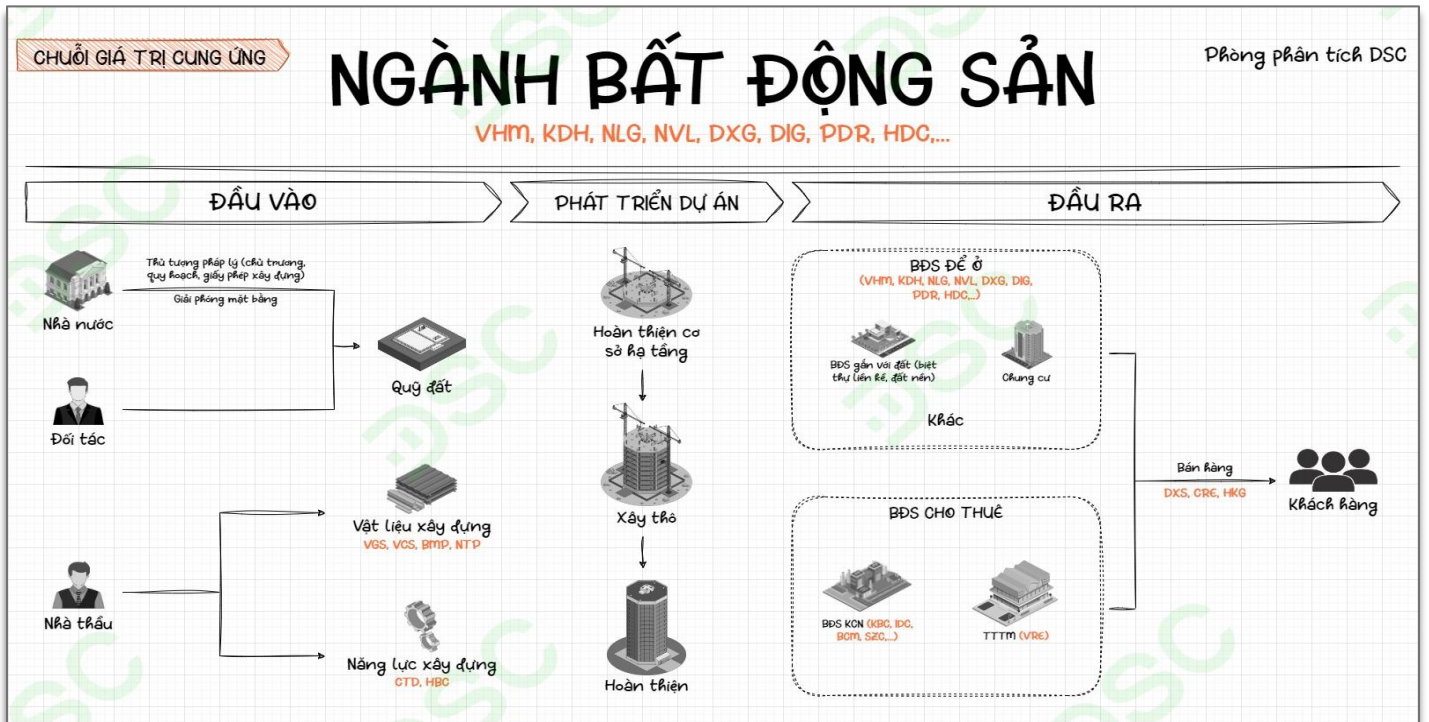 CHUỖI GIÁ TRỊ CUNG ỨNG
NGÀNH BẤT ĐỘNG SẢN
Phòng phân tích DSC
VHM, KDH, NLG, NVL, DXG, DIG, PDR, HDC,...
ĐẦU VÀO
PHÁT TRIỂN DỰ ÁN
ĐẦU RA
Nhà nước
Thủ tượng pháp lý (chủ trương,
quy hoạch, giấy phép xây dựng)
Giải phóng mặt bằng
Đối tác
Quỹ đất
Nhà thầu
Vật liệu xây dựng
VGS, VCS, BMP, NTP
Năng lực xây dựng
CTD, HBC
Hoàn thiện cơ
sở hạ tầng
Xây thô
Hoàn thiện
BĐS ĐỂ Ở
(VHM, KDH, NLG, NVL, DXG, DIG,
PDR, HDC,..)
BĐS gắn với đất (biệt
thự liền kề, đất nền)
Chung cư
Khác
BĐS CHO THUÊ
BĐS KCN (KBC, IDC,
BCM, SZC,...)
TTTM (VRE)
Bán hàng
DXS, CRE, HKG
Khách hàng
DSC